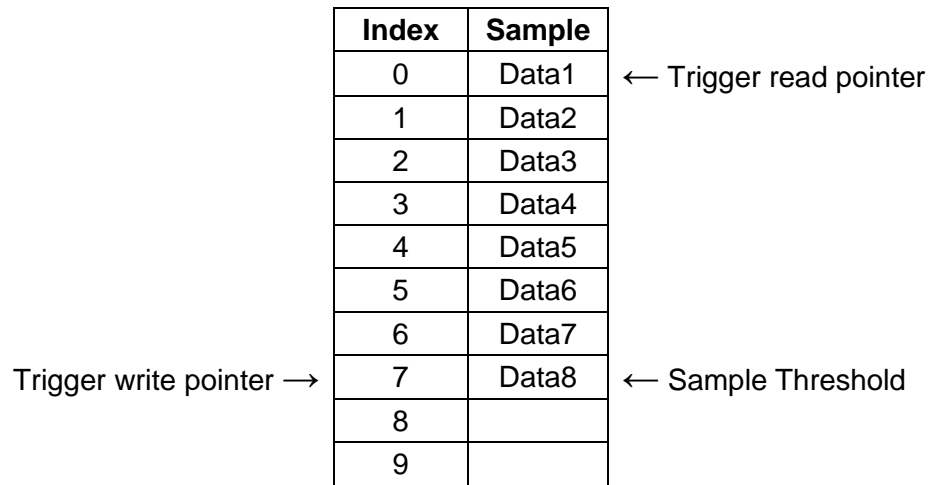 Index Sample
0 Data1 ← Trigger read pointer
1 Data2
2 Data3
3 Data4
4 Data5
5 Data6
6 Data7
Trigger write pointer → 7 Data8 ← Sample Threshold
8
9